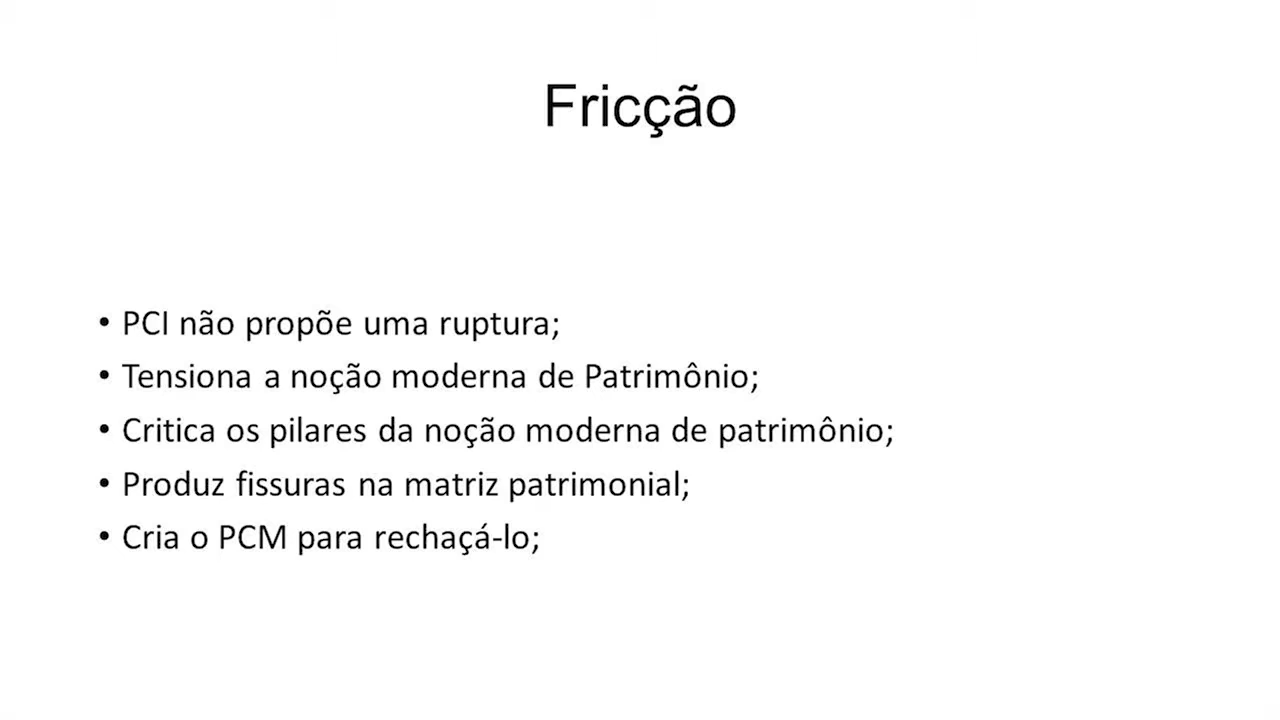 Fricção
• PCI não propõe uma ruptura;
• Tensiona a noção moderna de Patrimônio;
• Critica os pilares da noção moderna de patrimônio;
• Produz fissuras na matriz patrimonial;
• Cria o PCM para rechaçá-lo;